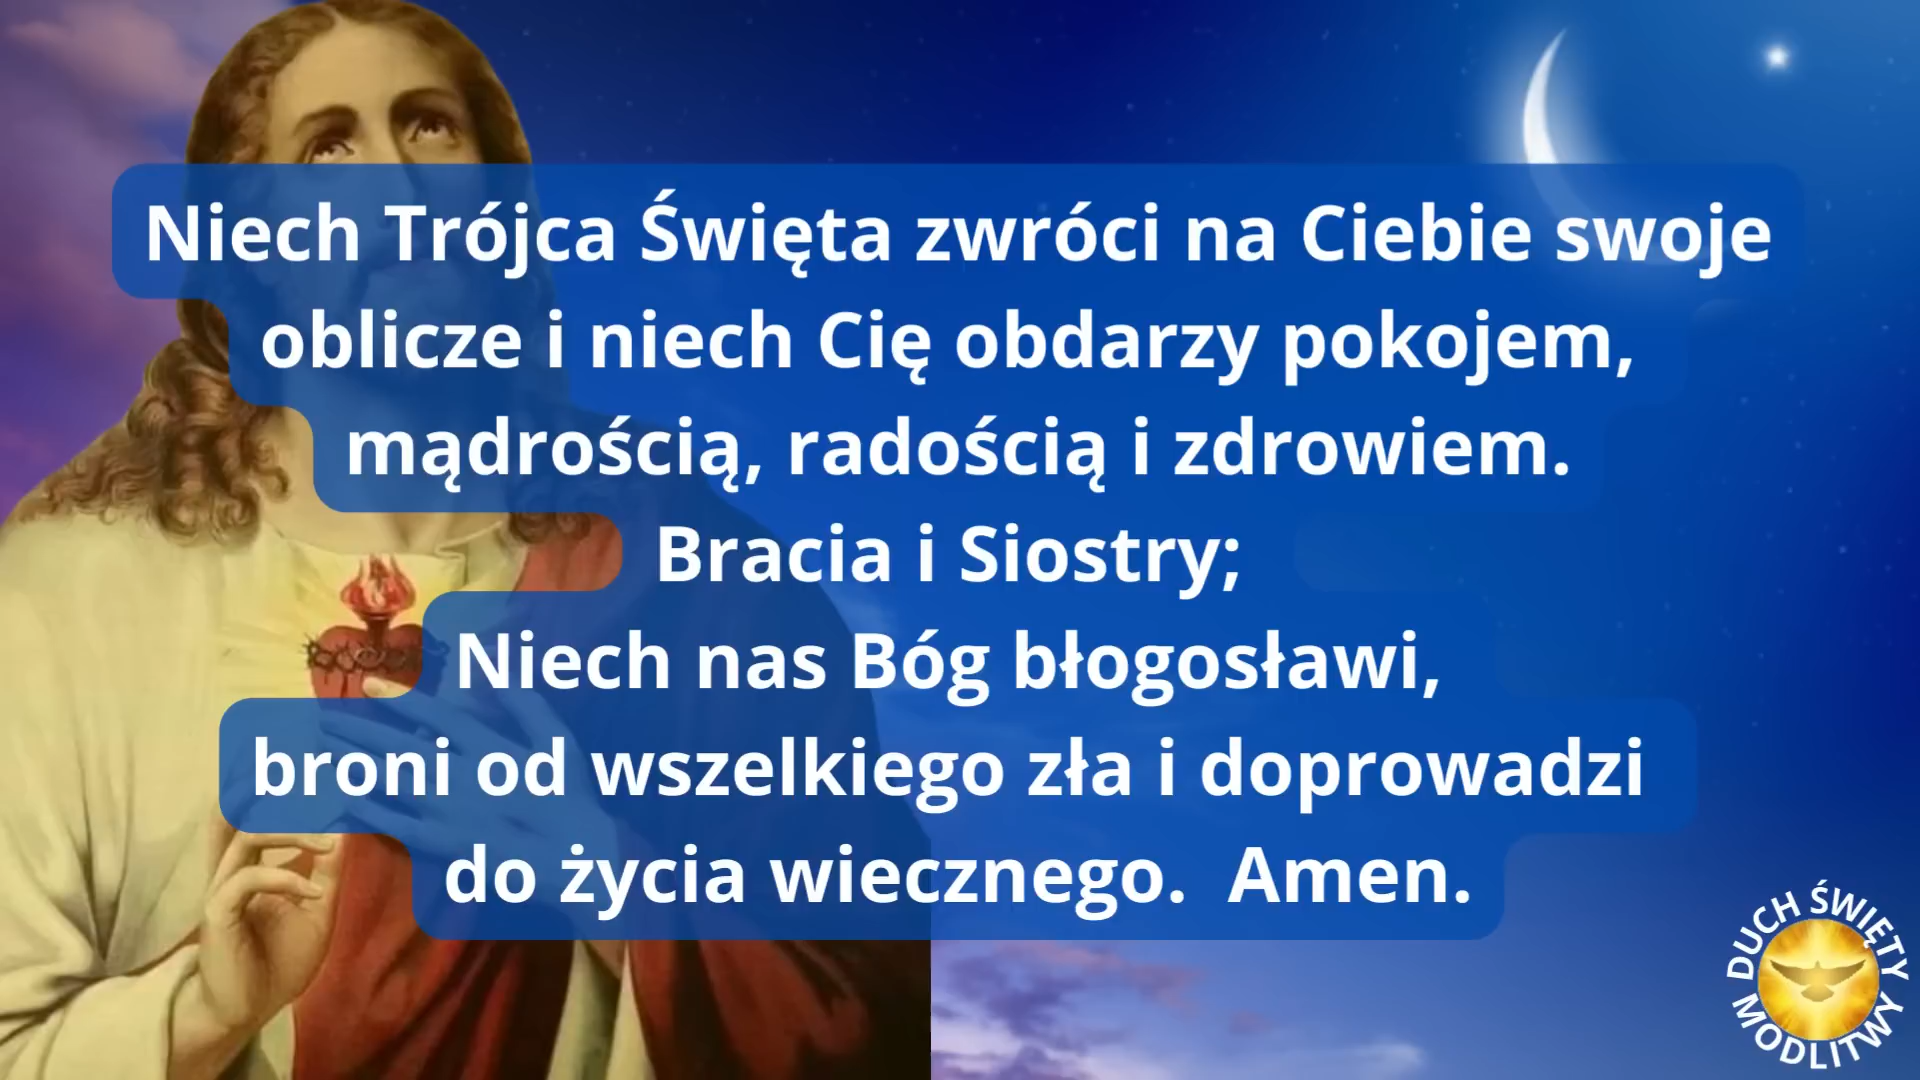 Niech Trójca Święta zwróci na Ciebie swoje
oblicze i niech Cię obdarzy pokojem,
mądrością, radością i zdrowiem.
Bracia i Siostry;
Niech nas Bóg błogosławi,
broni od wszelkiego zła i doprowadzi
do życia wiecznego.  Amen.
DUCH ŚWIĘTY
MODLITWY